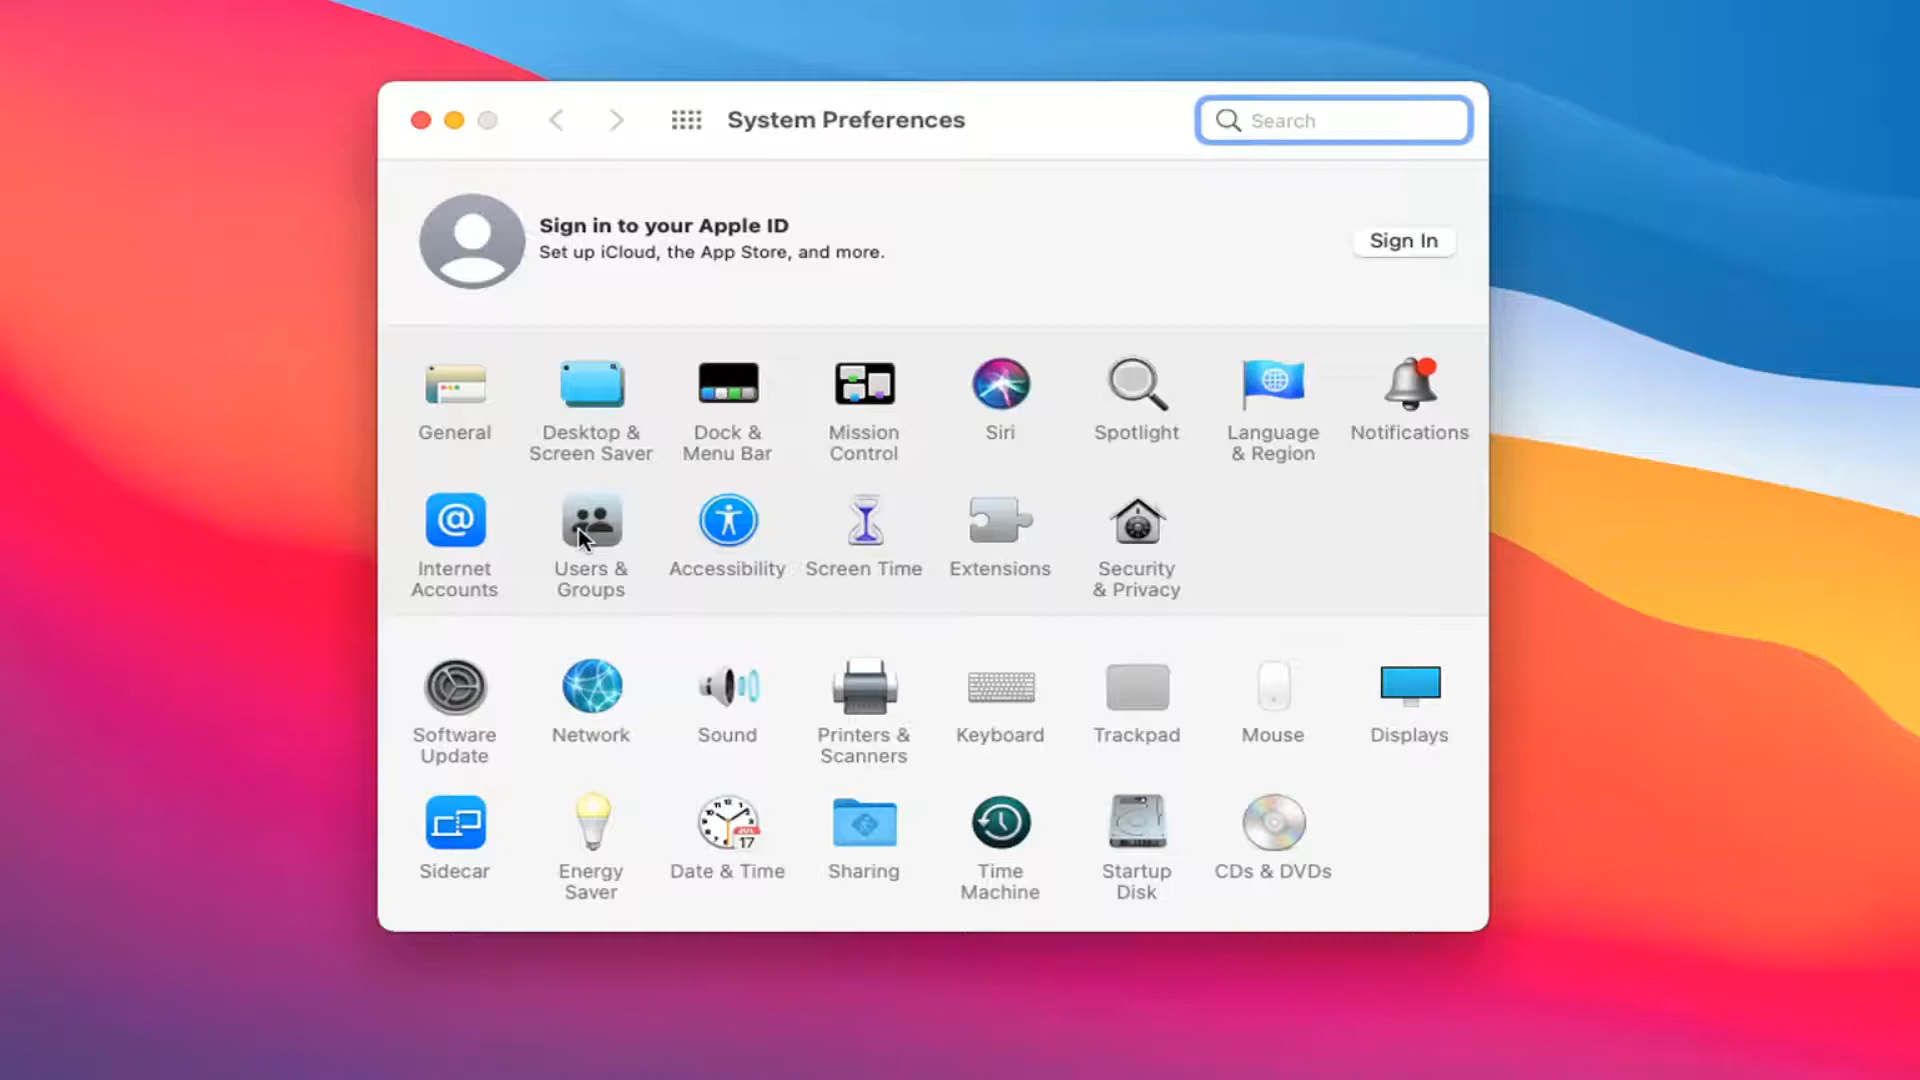 System Preferences
Search
Sign in to your Apple ID
Set up iCloud, the App Store, and more.
Sign In
General
Desktop &
Screen Saver
Dock &
Menu Bar
Mission
Control
Siri
Spotlight
Language
& Region
Notifications
Internet
Accounts
Users &
Groups
Accessibility
Screen Time
Extensions
Security
& Privacy
Software
Update
Network
Sound
Printers &
Scanners
Keyboard
Trackpad
Mouse
Displays
Sidecar
Energy
Saver
JUL
17
Date & Time
Sharing
Time
Machine
Startup
Disk
CDs & DVDs